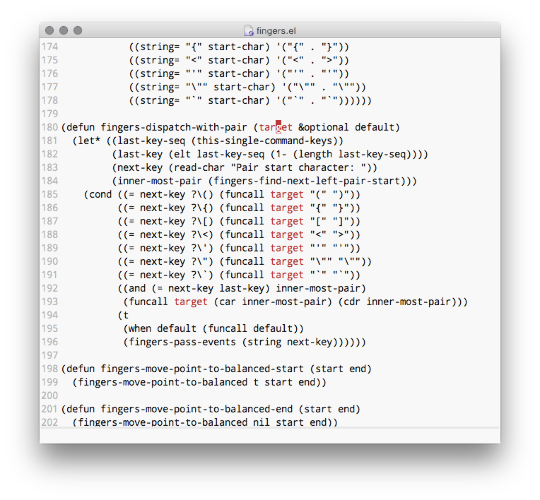 fingers.el
174 ((string= "{" start-char) '("{" . "}"))
175 ((string= "<" start-char) '("<" . ">"))
176 ((string= "'" start-char) '("'" . "'"))
177 ((string= "\"" start-char) '("\"" . "\""))
178 ((string= "`" start-char) '("`" . "`"))))))
179
180 (defun fingers-dispatch-with-pair (target &optional default)
181 (let* ((last-key-seq (this-single-command-keys))
182 (last-key (elt last-key-seq (1- (length last-key-seq))))
183 (next-key (read-char "Pair start character: "))
184 (inner-most-pair (fingers-find-next-left-pair-start)))
185 (cond ((= next-key ?\() (funcall target "(" ")"))
186 ((= next-key ?\{) (funcall target "{" "}"))
187 ((= next-key ?\[) (funcall target "[" "]"))
188 ((= next-key ?\<) (funcall target "<" ">"))
189 ((= next-key ?\') (funcall target "'" "'"))
190 ((= next-key ?\") (funcall target "\"" "\""))
191 ((= next-key ?\`) (funcall target "`" "`"))
192 ((and (= next-key last-key) inner-most-pair)
193 (funcall target (car inner-most-pair) (cdr inner-most-pair)))
194 (t
195 (when default (funcall default))
196 (fingers-pass-events (string next-key))))))
197
198 (defun fingers-move-point-to-balanced-start (start end)
199 (fingers-move-point-to-balanced t start end))
200
201 (defun fingers-move-point-to-balanced-end (start end)
202 (fingers-move-point-to-balanced nil start end))